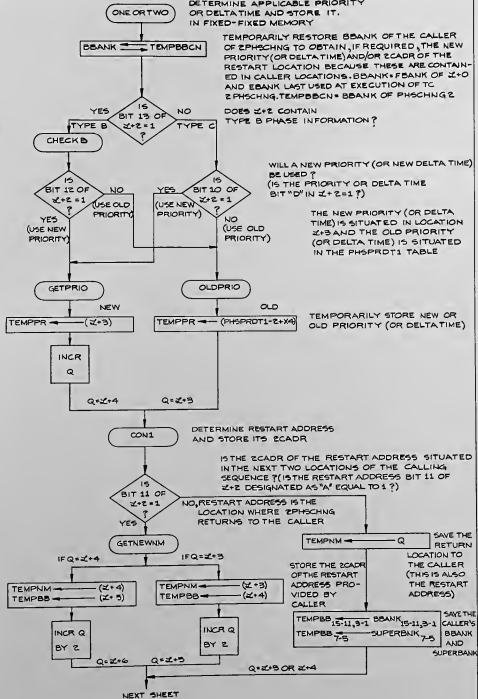 DETERMINE APPLICABLE PRIORITY
OR DELTA TIME AND STORE IT.
IN FIXED-FIXED MEMORY
ONE OR TWO
BBANK
TEMPBBCN
TEMPORARILY RESTORE BBANK OF THE CALLER
OF 2PHSCHNG TO OBTAIN, IF REQUIRED, THE NEW
PRIORITY (OR DELTA TIME) AND/OR 2CADR OF THE
RESTART LOCATION BECAUSE THESE ARE CONTAIN-
ED IN CALLER LOCATIONS. BBANK=FBANK OF L+0
AND EBANK LAST USED AT EXECUTION OF TC
2PHSCHNG. TEMPBBCN= BBANK OF PHSCHNG2
YES
TYPE B
IS
BIT 13 OF
L+2=1
?
NO
TYPE C
DOES L+2 CONTAIN
TYPE B PHASE INFORMATION?
CHECKB
IS
BIT 12 OF
L+2=1
?
NO
(USE OLD
PRIORITY)
YES
(USE NEW
PRIORITY)
YES
(USE NEW
PRIORITY)
IS
BIT 10 OF
L+2=1
?
NO
(USE OLD
PRIORITY)
WILL A NEW PRIORITY (OR NEW DELTA TIME)
BE USED?
(IS THE PRIORITY OR DELTA TIME
BIT "D" IN L+2=1?)
THE NEW PRIORITY (OR DELTA
TIME) IS SITUATED IN LOCATION
L+3 AND THE OLD PRIORITY
(OR DELTA TIME) IS SITUATED
IN THE PHSPRDT1 TABLE
GETPRIO
OLDPRIO
NEW
TEMPPR (L+3)
OLD
TEMPPR (PHSPRDT1-2+X4)
TEMPORARILY STORE NEW OR
OLD PRIORITY (OR DELTA TIME)
INCR
Q
Q=L+4
Q=L+3
CON1
DETERMINE RESTART ADDRESS
AND STORE ITS 2CADR
IS
BIT 11 OF
L+2=1
?
IS THE 2CADR OF THE RESTART ADDRESS SITUATED
IN THE NEXT TWO LOCATIONS OF THE CALLING
SEQUENCE? (IS THE RESTART ADDRESS BIT 11 OF
L+2 DESIGNATED AS "A" EQUAL TO 1?)
YES
NO, RESTART ADDRESS IS THE
LOCATION WHERE 2PHSCHNG
RETURNS TO THE CALLER
GETNEWNM
TEMPNM Q
SAVE THE
RETURN
LOCATION TO
THE CALLER
(THIS IS ALSO
THE RESTART
ADDRESS)
IF Q=L+4
IF Q=L+3
TEMPNM (L+4)
TEMPBB (L+5)
TEMPNM (L+3)
TEMPBB (L+4)
STORE THE 2CADR
OF THE RESTART
ADDRESS PRO-
VIDED BY
CALLER
TEMPBB 15-11,3-1 BBANK 15-11,3-1
TEMPBB 7-5 SUPERBNK 7-5
SAVE THE
CALLER'S
BBANK
AND
SUPERBANK
INCR Q
BY 2
INCR Q
BY 2
Q=L+6
Q=L+5
Q=L+3 OR L+4
NEXT SHEET